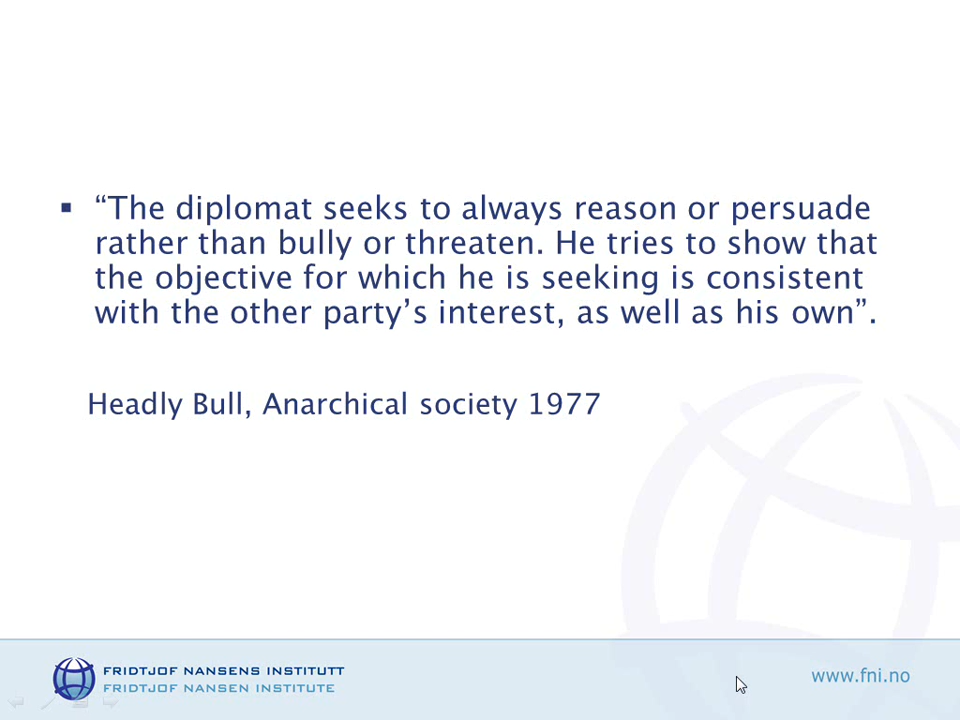 ▪ “The diplomat seeks to always reason or persuade
rather than bully or threaten. He tries to show that
the objective for which he is seeking is consistent
with the other party’s interest, as well as his own”.
Headly Bull, Anarchical society 1977
FRIDTJOF NANSENS INSTITUTT
FRIDTJOF NANSEN INSTITUTE
www.fni.no